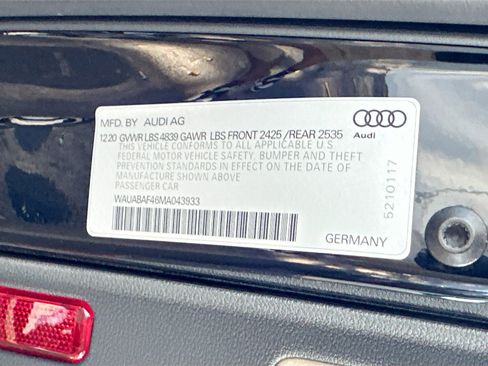 MFD. BY AUDI AG
1220 GVWR LBS 4839 GAWR LBS FRONT 2425 / REAR 2535
THIS VEHICLE CONFORMS TO ALL APPLICABLE U.S
FEDERAL MOTOR VEHICLE SAFETY, BUMPER AND THEFT
PREVENTION STANDARDS IN EFFECT ON THE DATE OF
MANUFACTURE SHOWN ABOVE
PASSENGER CAR
WAUABAF46MA043933
GERMANY
Audi
5210117